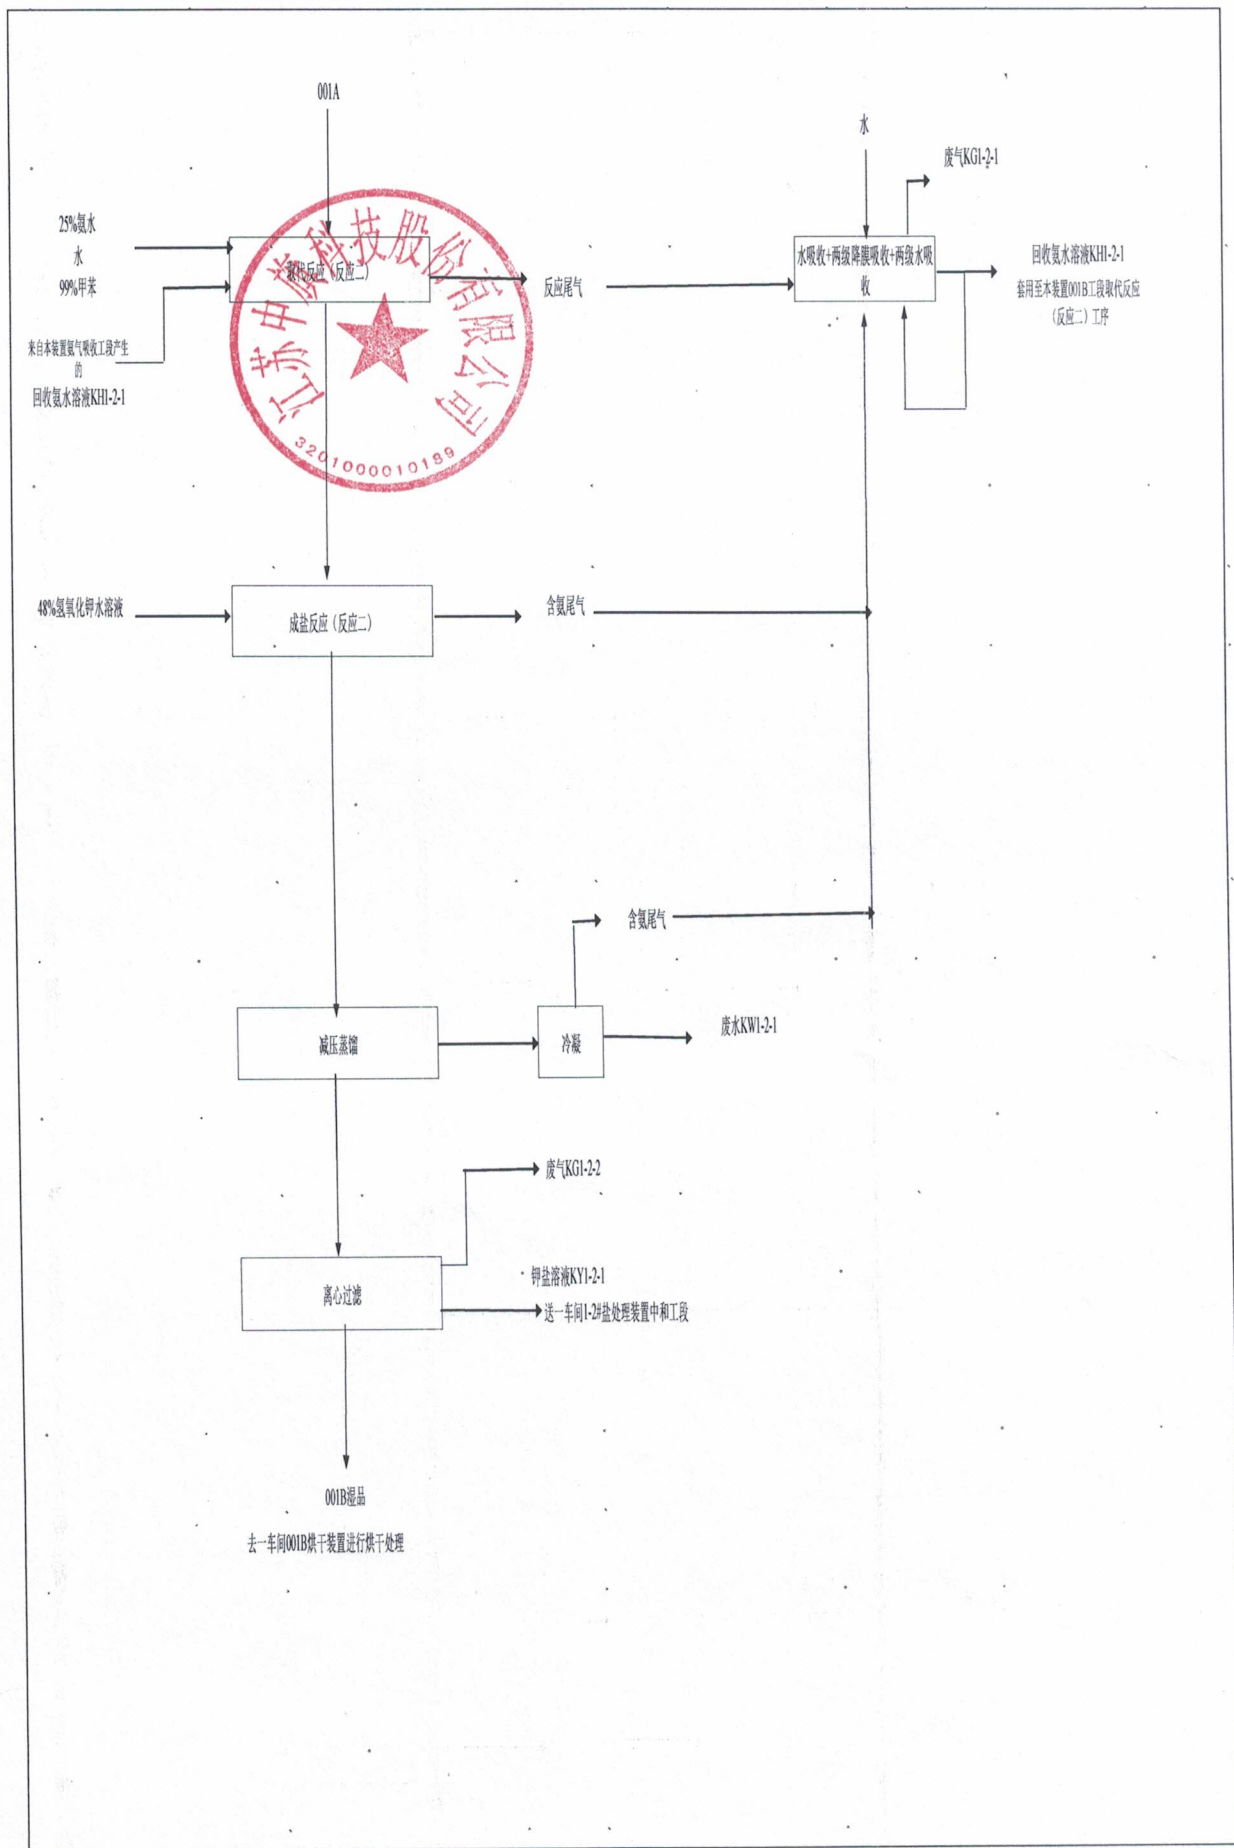 001A
水
废气KG1-2-1
25%氨水
水
99%甲苯
取代反应（反应二）
反应尾气
水吸收+两级降膜吸收+两级水吸
收
回收氨水溶液KH1-2-1
套用至本装置001B工段取代反应
（反应二）工序
来自本装置氨气吸收工段产生
的
回收氨水溶液KH1-2-1
江苏中旗科技股份有限公司
3201000010189
48%氢氧化钾水溶液
成盐反应（反应二）
含氨尾气
含氨尾气
减压蒸馏
冷凝
废水KW1-2-1
废气KG1-2-2
离心过滤
钾盐溶液KY1-2-1
送一车间1-2#盐处理装置中和工段
001B湿品
去一车间001B烘干装置进行烘干处理